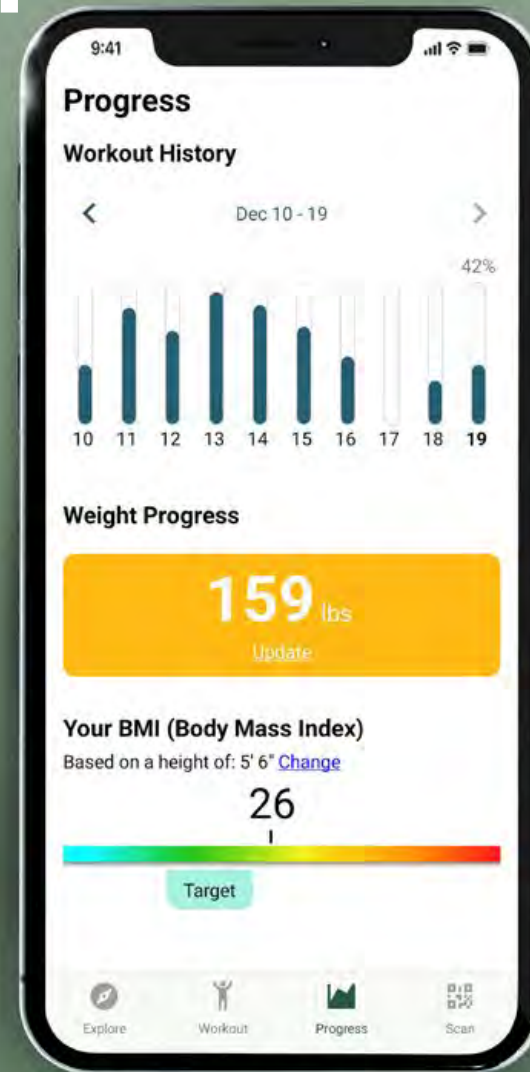 9:41
Progress
Workout History
Dec 10 - 19
42%
10 11 12 13 14 15 16 17 18 19
Weight Progress
159 lbs
Update
Your BMI (Body Mass Index)
Based on a height of: 5' 6" Change
26
Target
Explore Workout Progress Scan